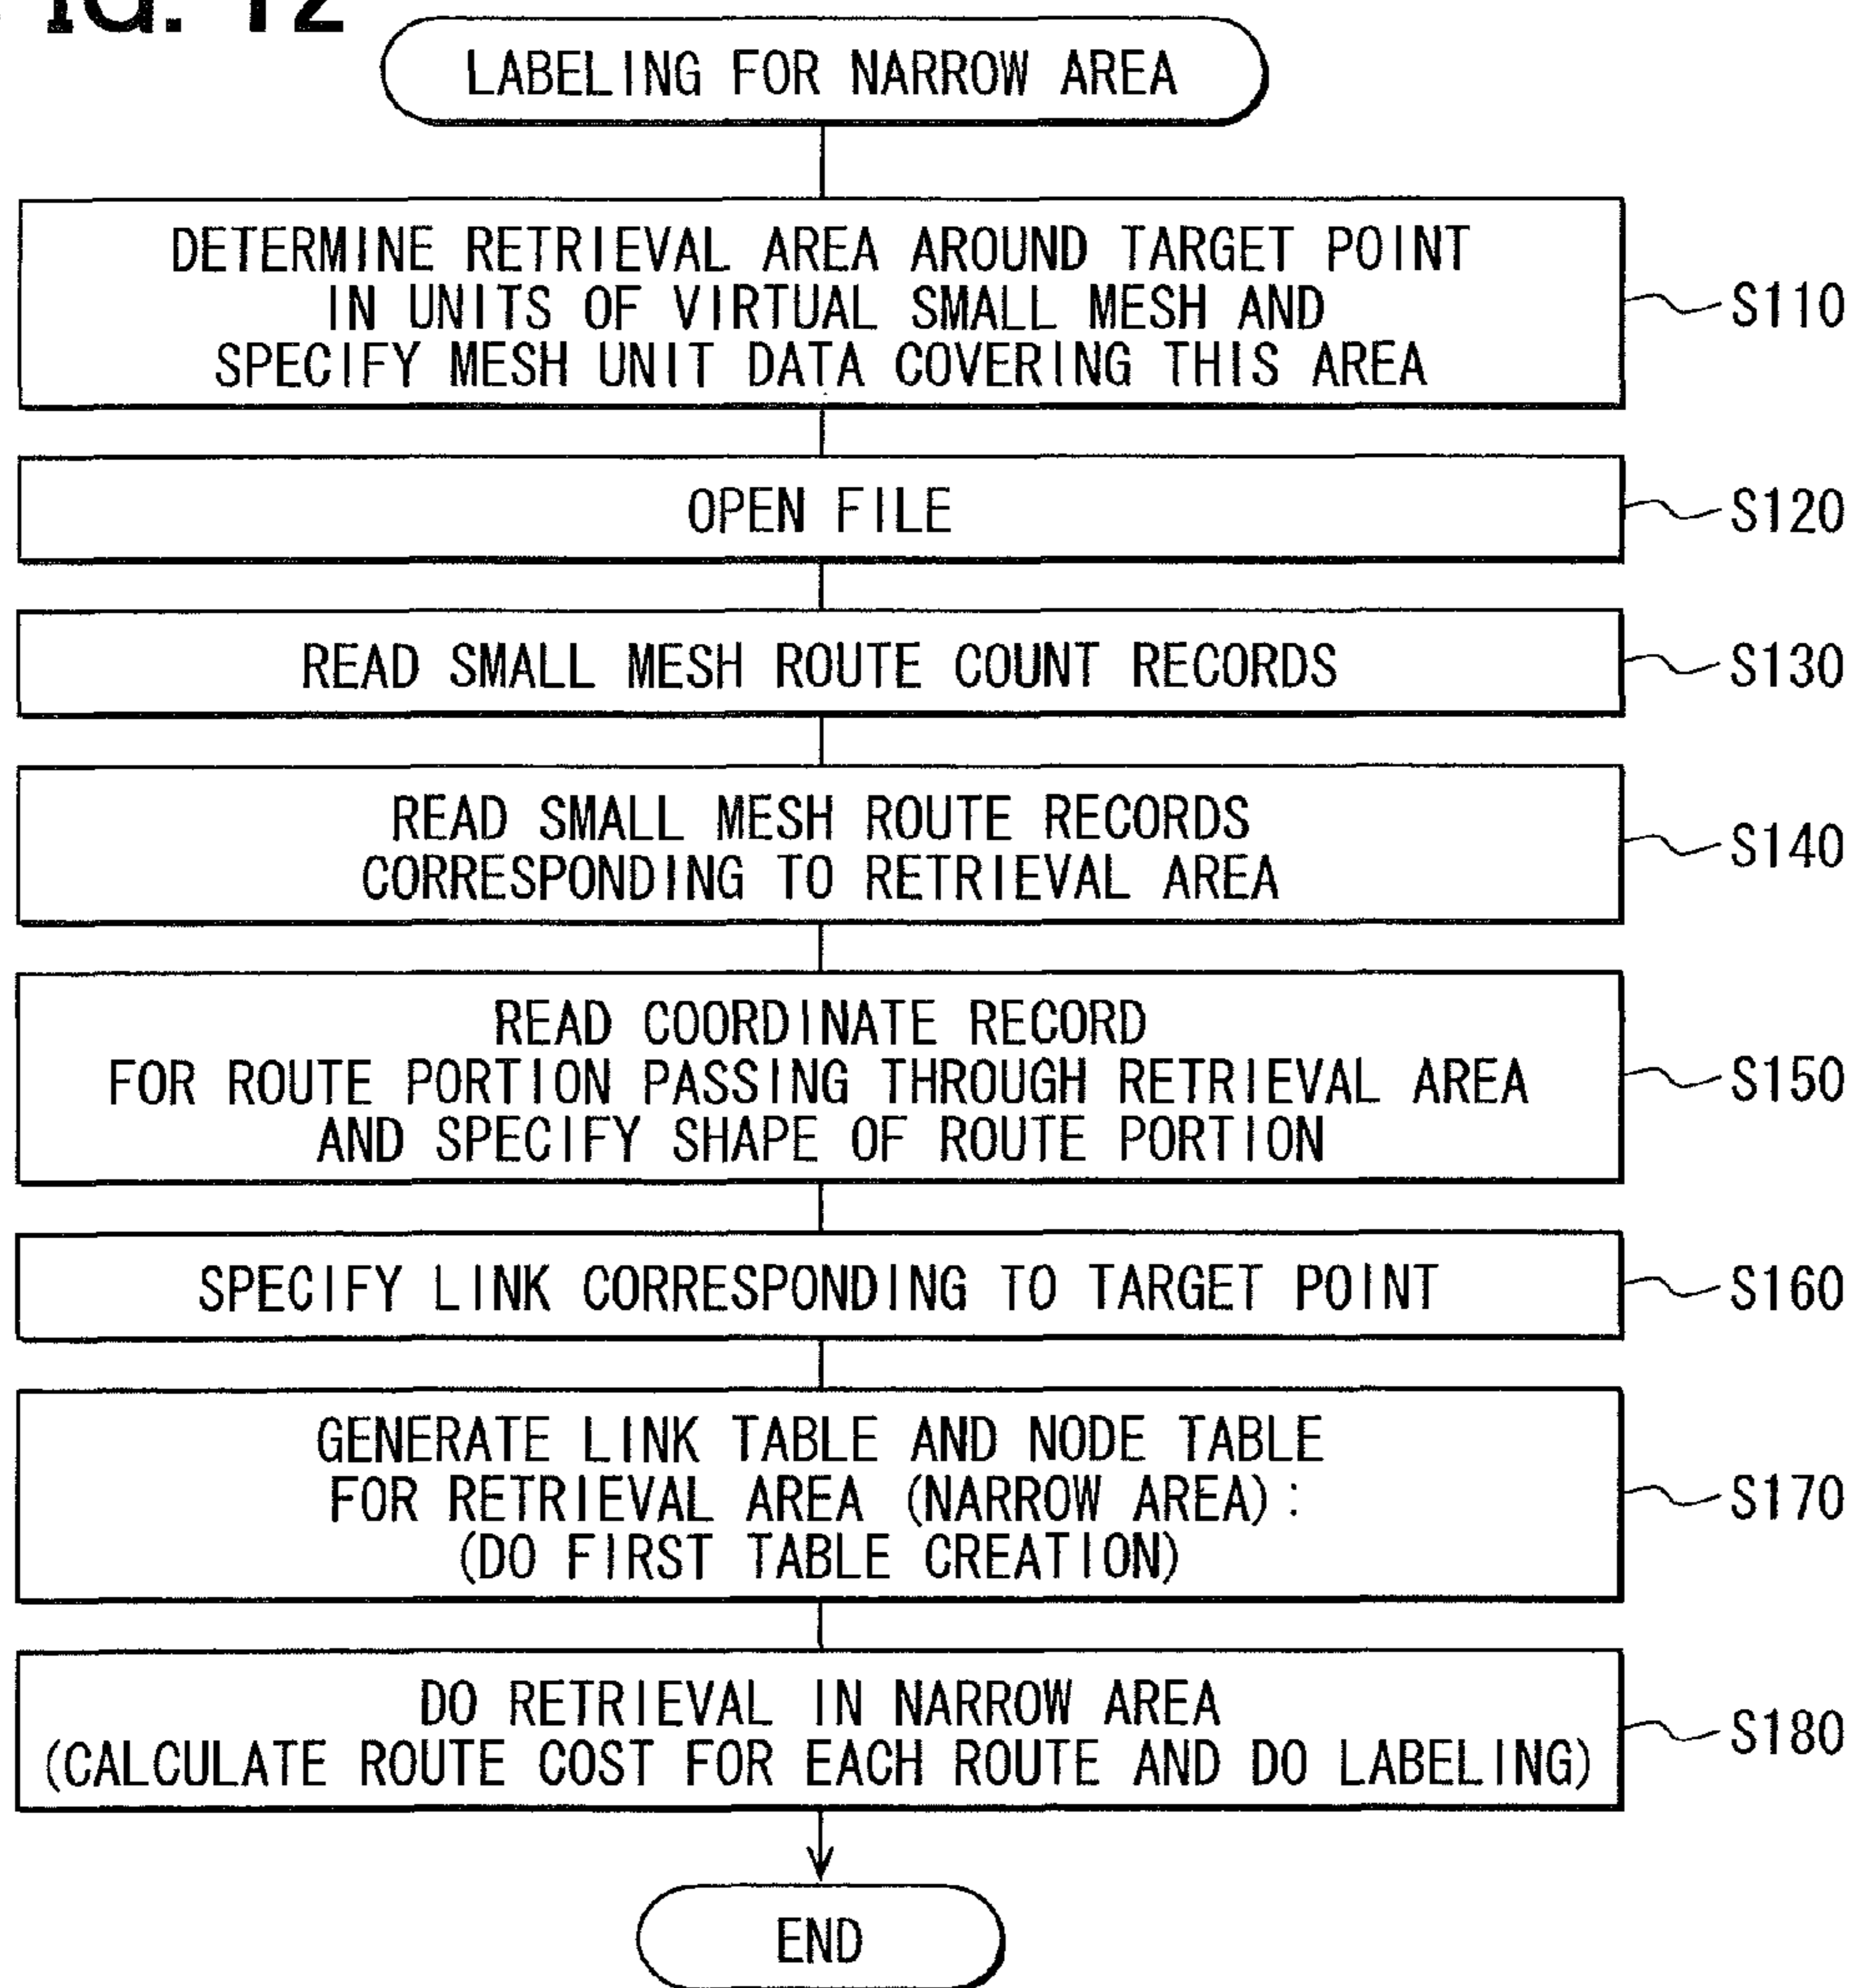 FIG. 12
LABELING FOR NARROW AREA
DETERMINE RETRIEVAL AREA AROUND TARGET POINT
IN UNITS OF VIRTUAL SMALL MESH AND
SPECIFY MESH UNIT DATA COVERING THIS AREA
S110
OPEN FILE
S120
READ SMALL MESH ROUTE COUNT RECORDS
S130
READ SMALL MESH ROUTE RECORDS
CORRESPONDING TO RETRIEVAL AREA
S140
READ COORDINATE RECORD
FOR ROUTE PORTION PASSING THROUGH RETRIEVAL AREA
AND SPECIFY SHAPE OF ROUTE PORTION
S150
SPECIFY LINK CORRESPONDING TO TARGET POINT
S160
GENERATE LINK TABLE AND NODE TABLE
FOR RETRIEVAL AREA (NARROW AREA):
(DO FIRST TABLE CREATION)
S170
DO RETRIEVAL IN NARROW AREA
(CALCULATE ROUTE COST FOR EACH ROUTE AND DO LABELING)
S180
END